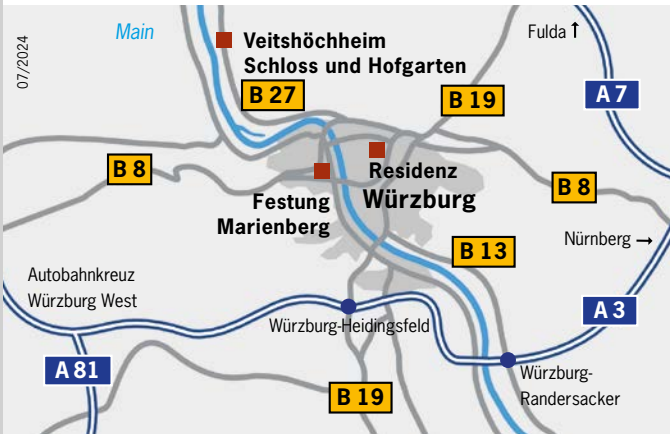 07/2024
Main
Fulda ↑
Veitshöchheim
Schloss und Hofgarten
B 27
B 19
A 7
B 8
Residenz
Würzburg
B 8
Festung
Marienberg
Nürnberg →
B 13
Autobahnkreuz
Würzburg West
A 3
Würzburg-Heidingsfeld
A 81
Würzburg-
Randersacker
B 19